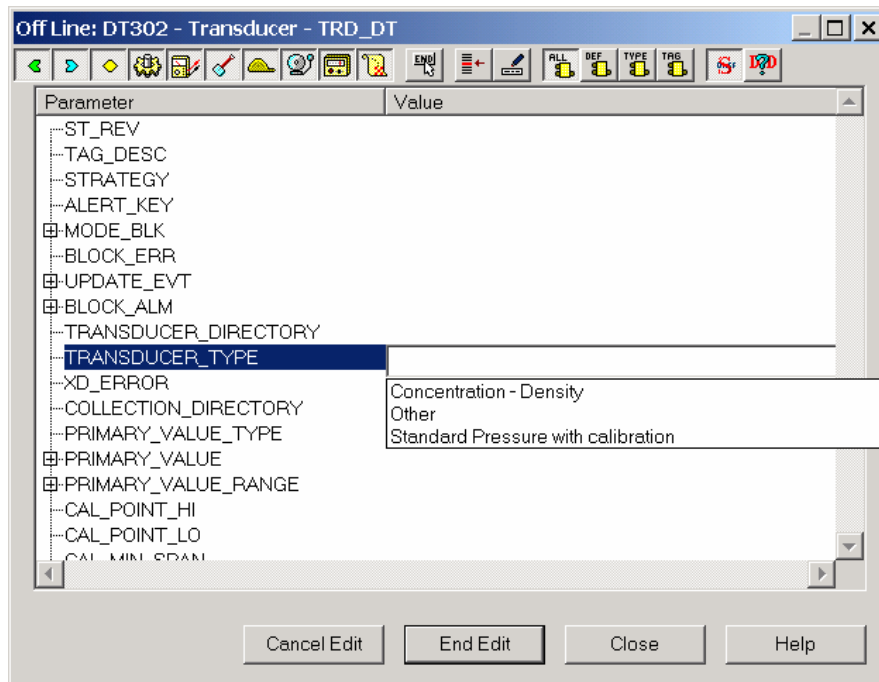 Off Line: DT302 - Transducer - TRD_DT
END ALL DEF TYPE TAG
Parameter Value
ST_REV
TAG_DESC
STRATEGY
ALERT_KEY
MODE_BLK
BLOCK_ERR
UPDATE_EVT
BLOCK_ALM
TRANSDUCER_DIRECTORY
TRANSDUCER_TYPE
XD_ERROR
COLLECTION_DIRECTORY
PRIMARY_VALUE_TYPE
PRIMARY_VALUE
PRIMARY_VALUE_RANGE
CAL_POINT_HI
CAL_POINT_LO
CAL_MIN_SPAN
Concentration - Density
Other
Standard Pressure with calibration
Cancel Edit End Edit Close Help